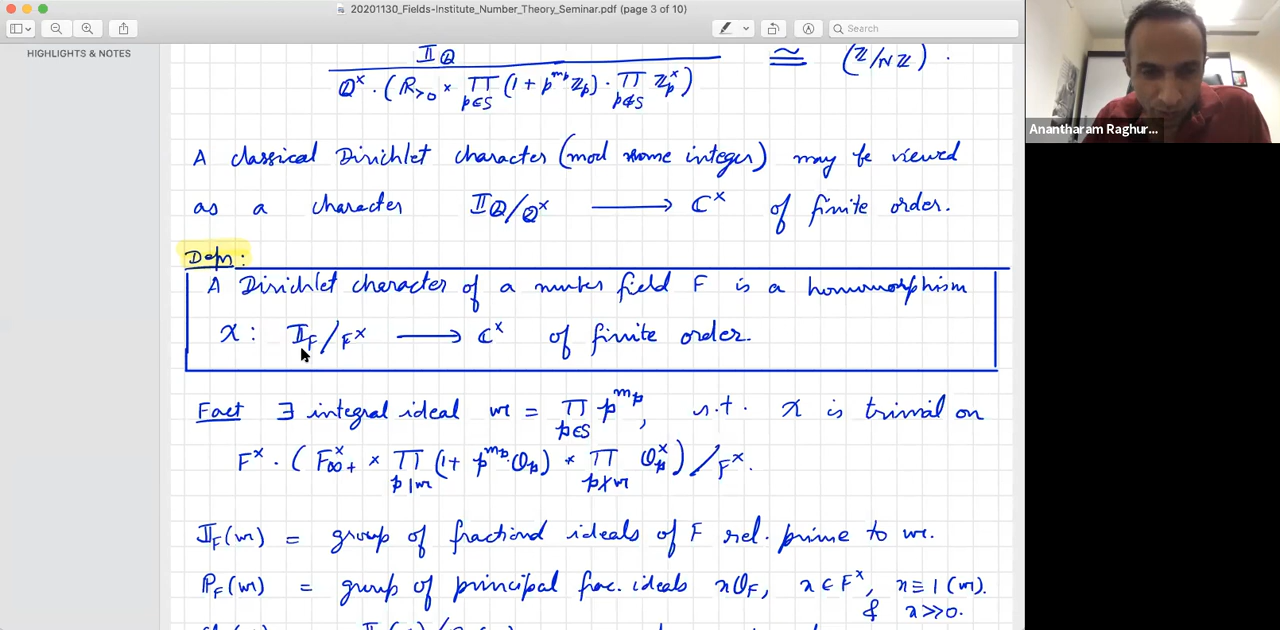 20201130_Fields-Institute_Number_Theory_Seminar.pdf (page 3 of 10)
Search
HIGHLIGHTS & NOTES
Anantharam Raghur...
𝕀_ℚ / ℚ^× · (ℝ_{>0} × ∏_{p∈S} (1 + p^{m_p} ℤ_p) · ∏_{p∉S} ℤ_p^×) ≅ (ℤ/Nℤ) .
A classical Dirichlet character (mod some integer) may be viewed
as a character 𝕀_ℚ/ℚ^× ⟶ ℂ^× of finite order.
Defn:
A Dirichlet character of a number field F is a homomorphism
χ : 𝕀_F / F^× ⟶ ℂ^× of finite order.
Fact ∃ integral ideal 𝔪 = ∏_{p∈S} p^{m_p}, s.t. χ is trivial on
F^× · (F_{∞+}^× × ∏_{p|𝔪} (1 + p^{m_p} O_p) × ∏_{p∤𝔪} O_p^×) / F^×.
𝕀_F(𝔪) = group of fractional ideals of F rel. prime to 𝔪.
P_F(𝔪) = group of principal frac. ideals xO_F, x ∈ F^×, x ≡ 1 (𝔪).
& x >> 0.